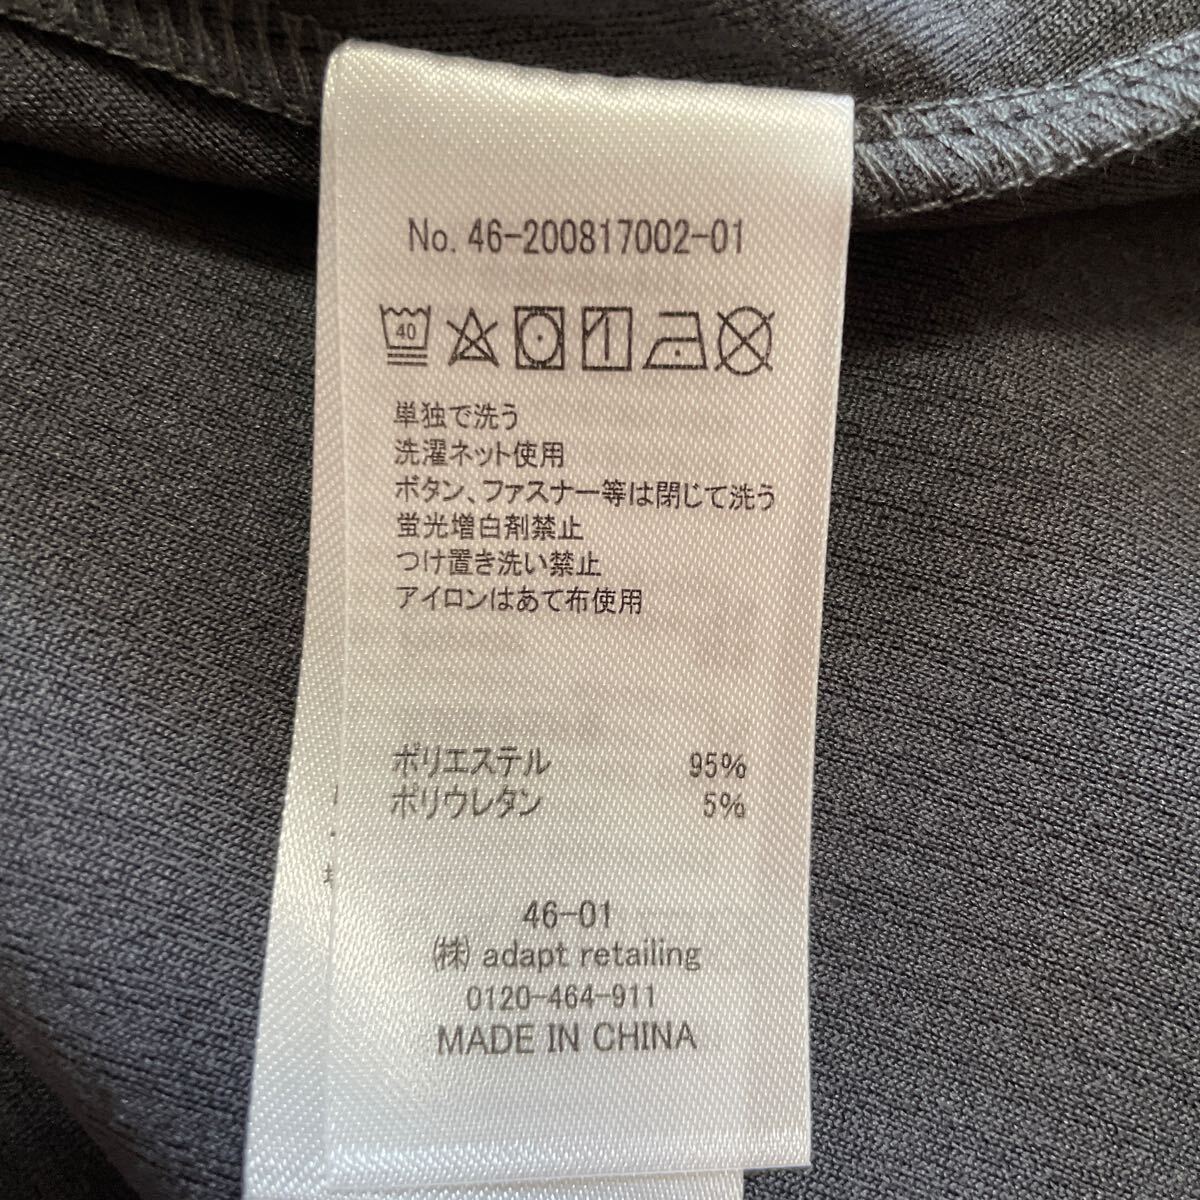 No. 46-200817002-01
40
単独で洗う
洗濯ネット使用
ボタン、ファスナー等は閉じて洗う
蛍光増白剤禁止
つけ置き洗い禁止
アイロンはあて布使用
ポリエステル 95%
ポリウレタン 5%
46-01
㈱ adapt retailing
0120-464-911
MADE IN CHINA